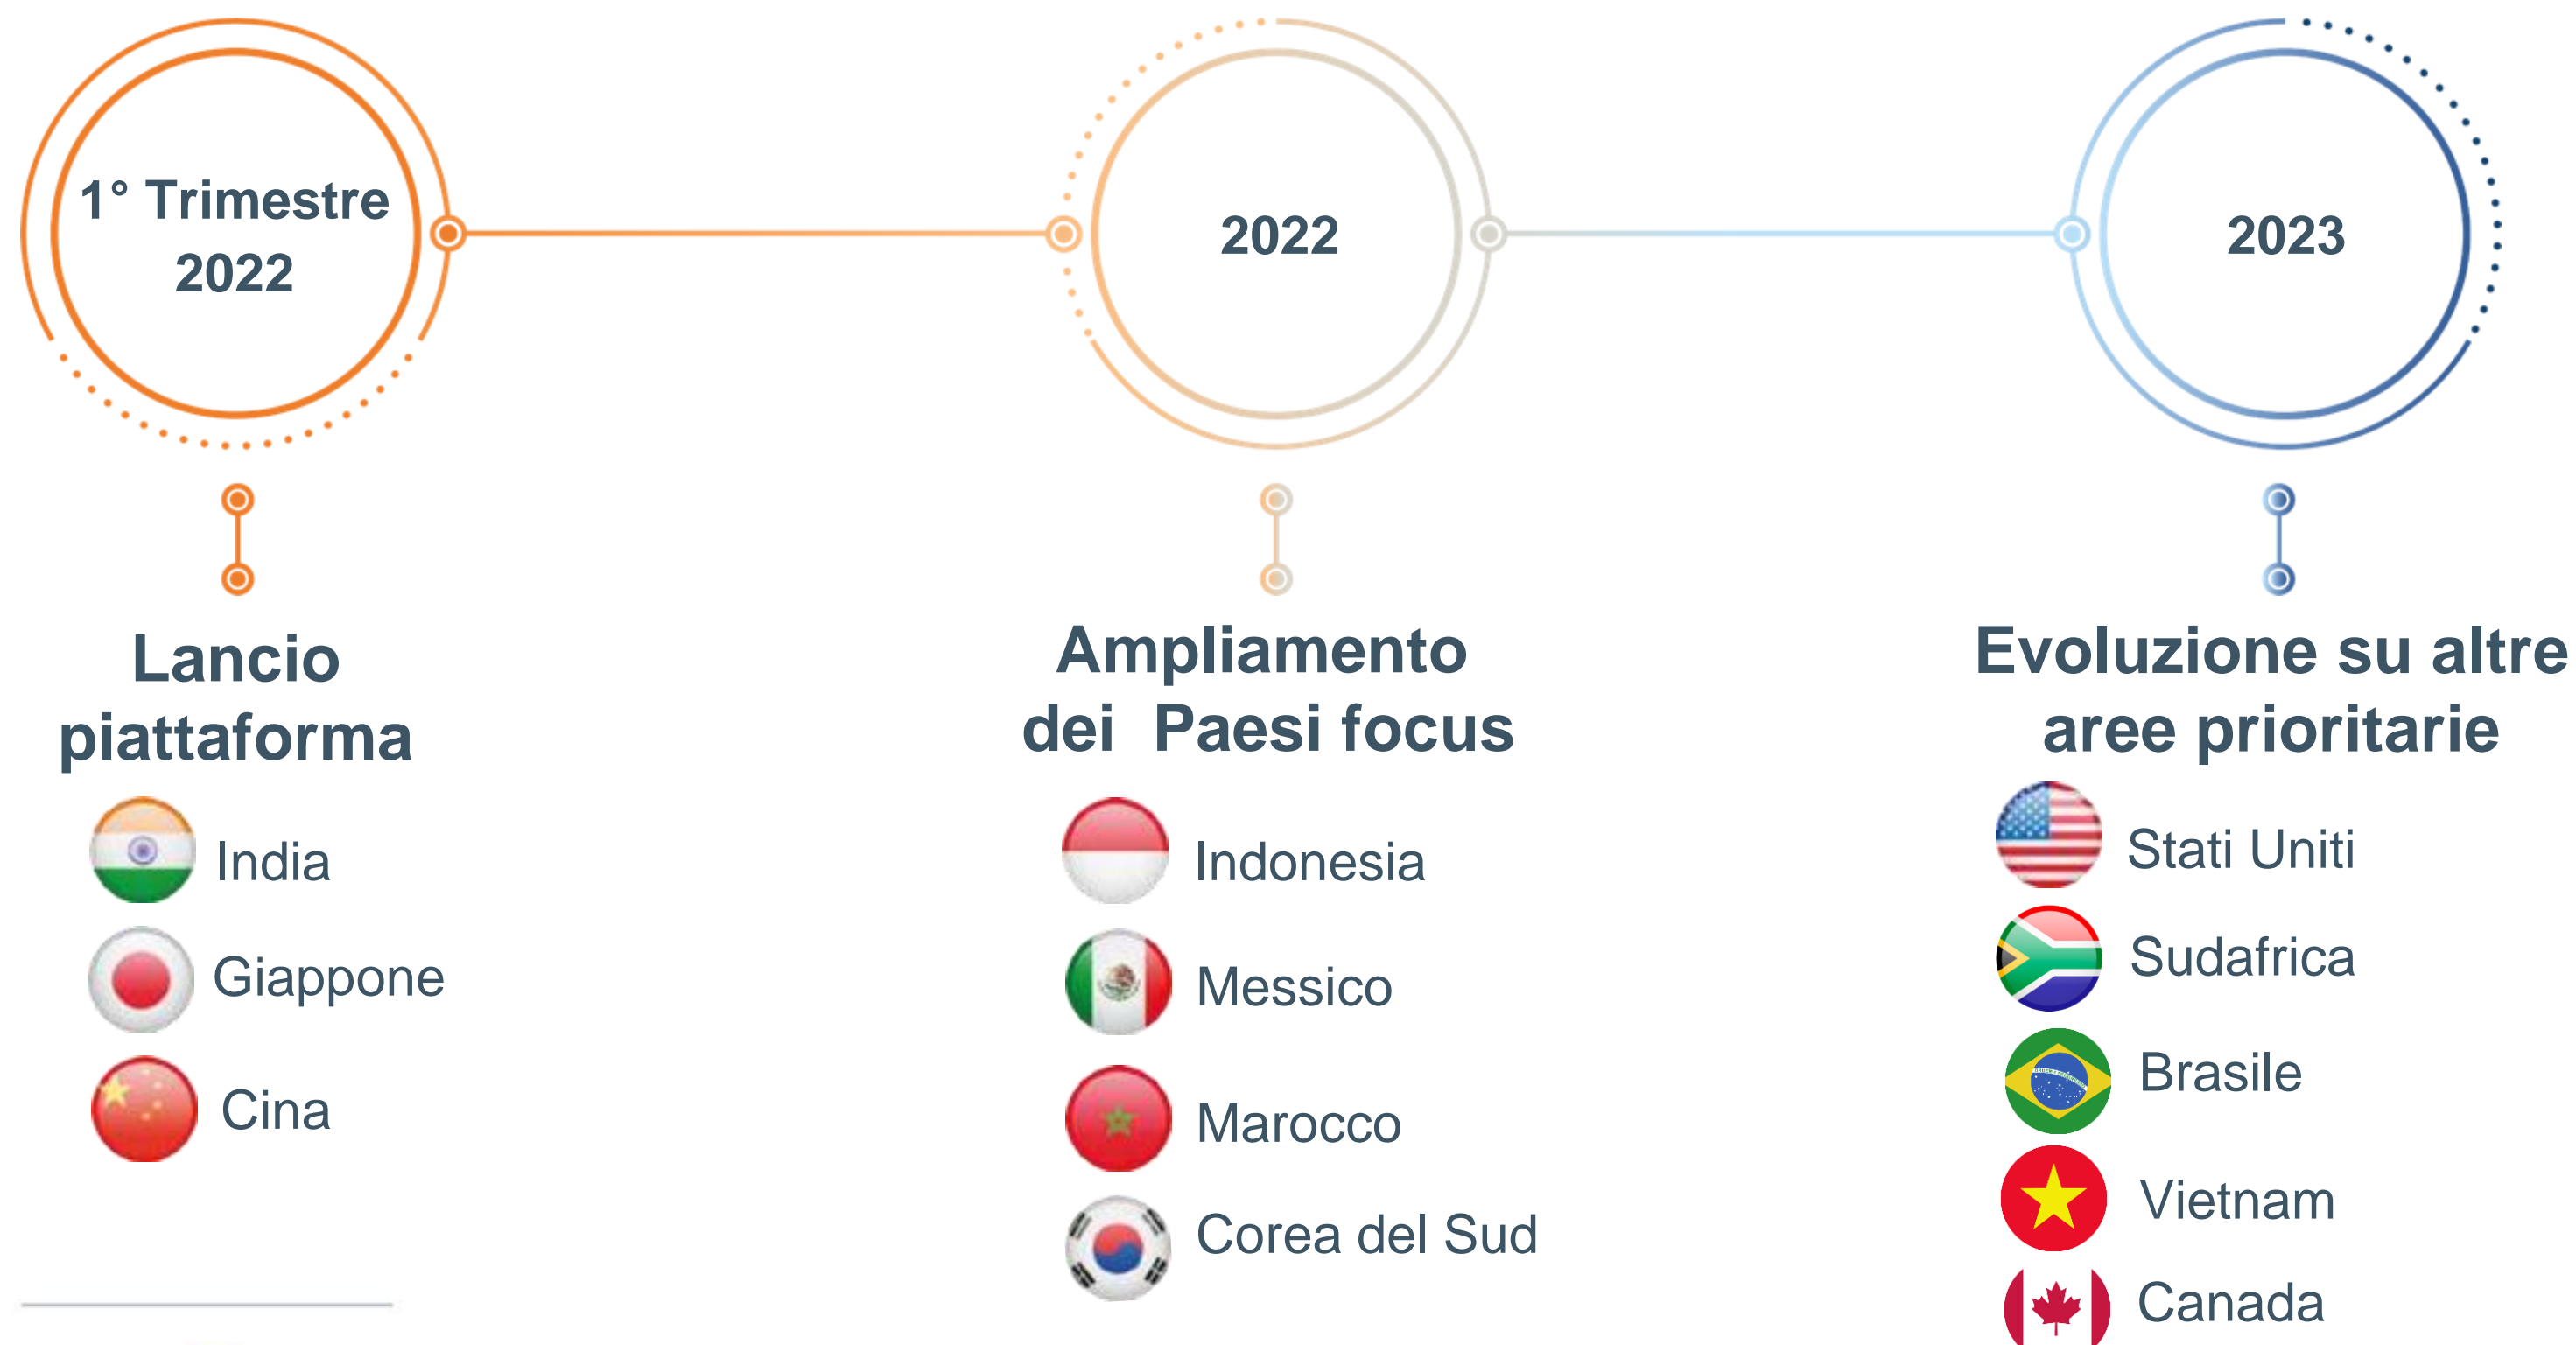 1° Trimestre
2022
2022
2023
Lancio
piattaforma
India
Giappone
Cina
Ampliamento
dei  Paesi focus
Indonesia
Messico
Marocco
Corea del Sud
Evoluzione su altre
aree prioritarie
Stati Uniti
Sudafrica
Brasile
Vietnam
Canada